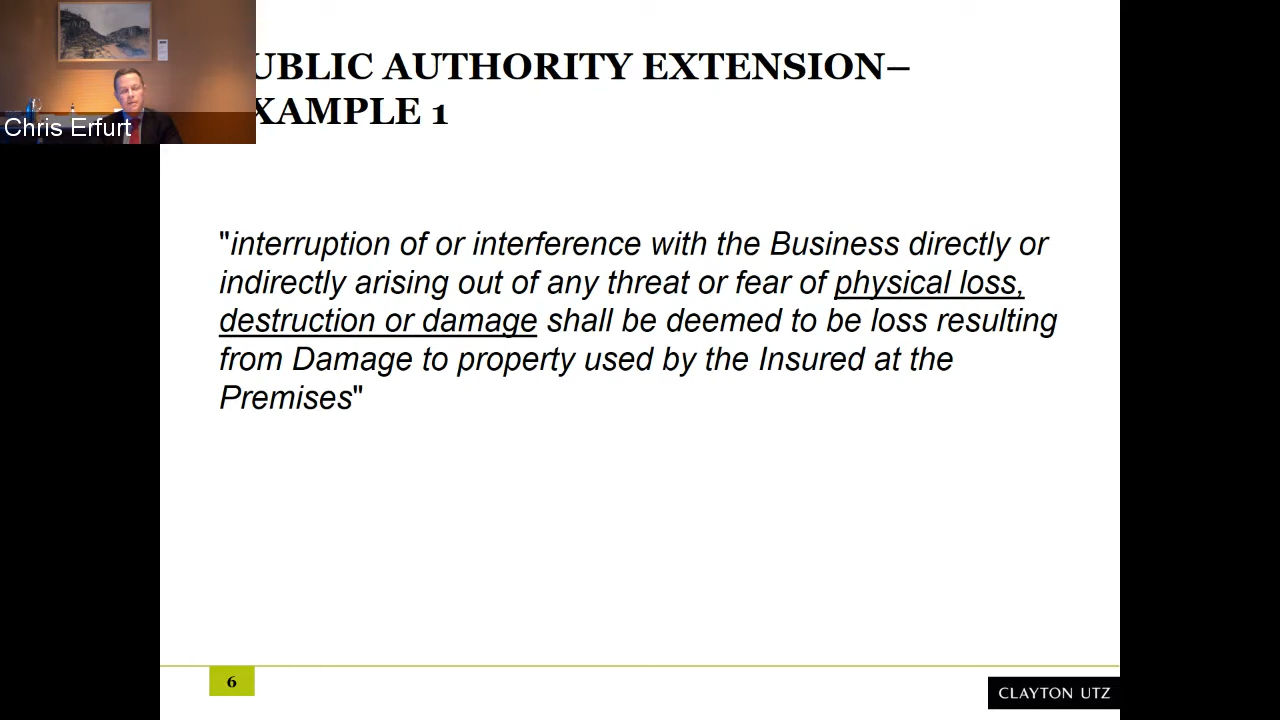 UBLIC AUTHORITY EXTENSION–
XAMPLE 1
Chris Erfurt
"interruption of or interference with the Business directly or
indirectly arising out of any threat or fear of physical loss,
destruction or damage shall be deemed to be loss resulting
from Damage to property used by the Insured at the
Premises"
6
CLAYTON UTZ